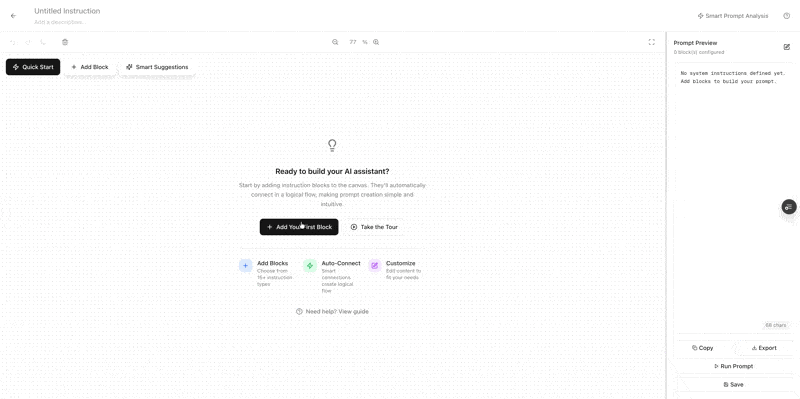 Untitled Instruction
Add a description...
Smart Prompt Analysis
77 %
Quick Start
Add Block
Smart Suggestions
Ready to build your AI assistant?
Start by adding instruction blocks to the canvas. They'll automatically
connect in a logical flow, making prompt creation simple and
intuitive.
Add Your First Block
Take the Tour
Add Blocks
Choose from
15+ instruction
types
Auto-Connect
Smart
connections
create logical
flow
Customize
Edit content to
fit your needs
Need help? View guide
Prompt Preview
0 block(s) configured
No system instructions defined yet.
Add blocks to build your prompt.
68 chars
Copy
Export
Run Prompt
Save